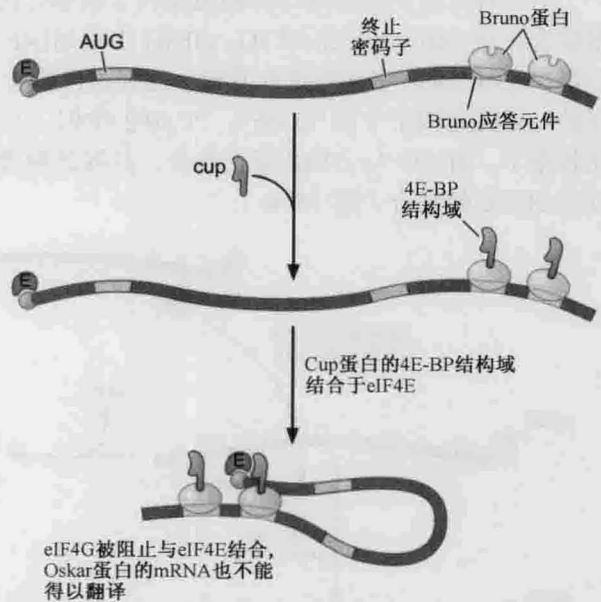 AUG
终止
密码子
Bruno蛋白
E
Bruno应答元件
cup
4E-BP
结构域
E
Cup蛋白的4E-BP结构域
结合于eIF4E
E
eIF4G被阻止与eIF4E结合,
Oskar蛋白的mRNA也不能
得以翻译